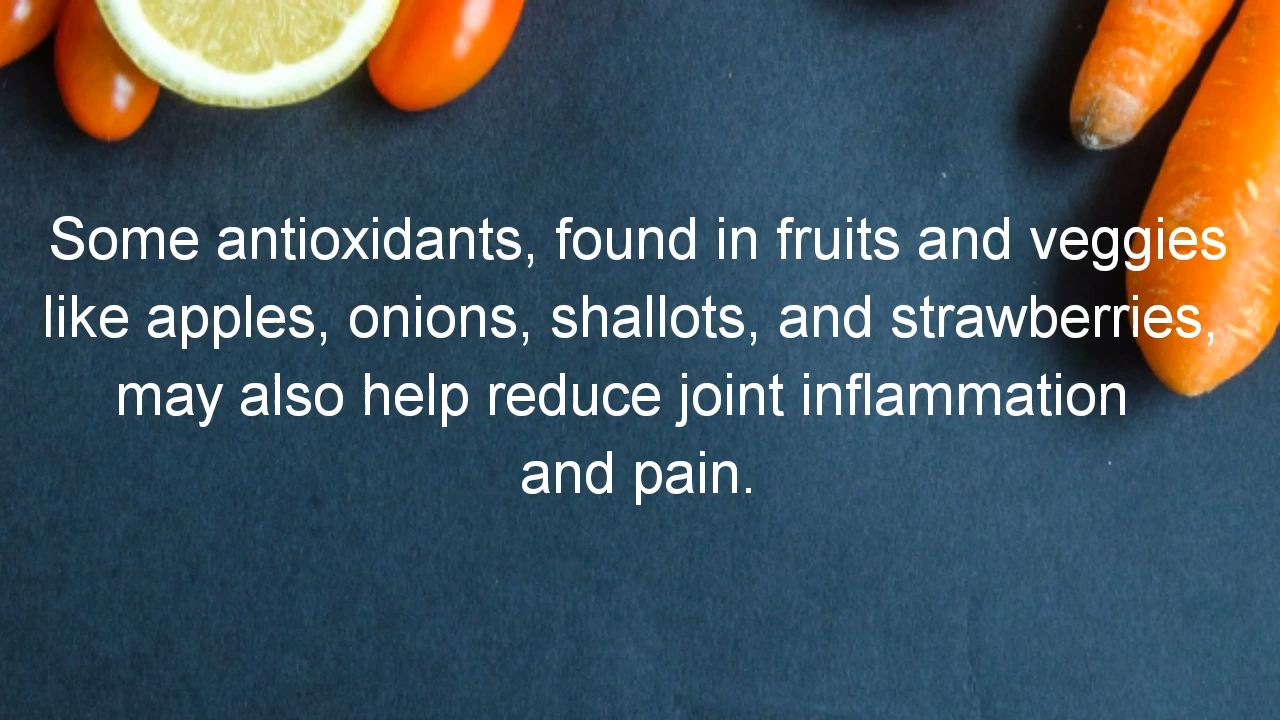 Some antioxidants, found in fruits and veggies
like apples, onions, shallots, and strawberries,
may also help reduce joint inflammation
and pain.